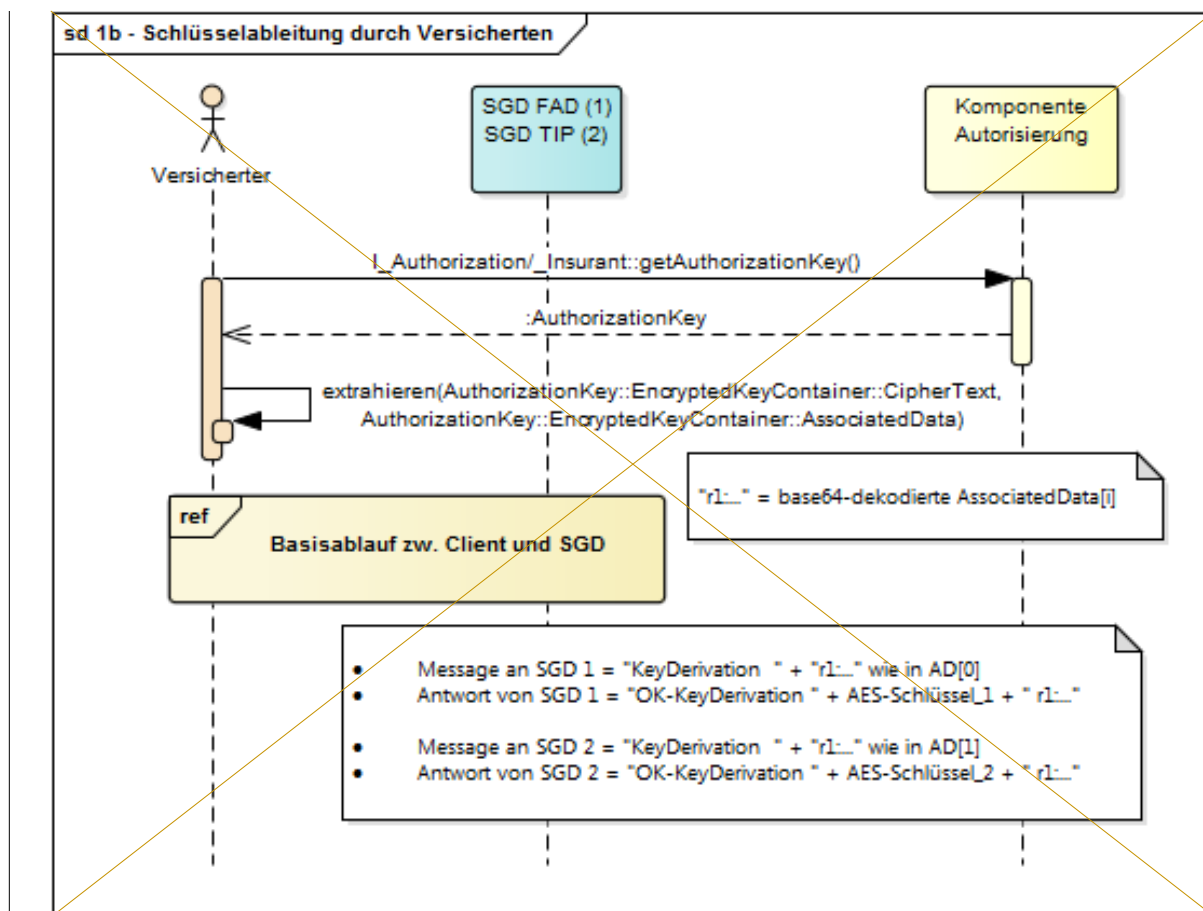 sd 1b - Schlüsselableitung durch Versicherten
SGD FAD (1)
SGD TIP (2)
Komponente
Autorisierung
Versicherter
I_Authorization/_Insurant::getAuthorizationKey()
:AuthorizationKey
extrahieren(AuthorizationKey::EncryptedKeyContainer::CipherText,
AuthorizationKey::EncryptedKeyContainer::AssociatedData)
"r1:..." = base64-dekodierte AssociatedData[i]
ref
Basisablauf zw. Client und SGD
• Message an SGD 1 = "KeyDerivation " + "r1:..." wie in AD[0]
• Antwort von SGD 1 = "OK-KeyDerivation " + AES-Schlüssel_1 + " r1:..."
• Message an SGD 2 = "KeyDerivation " + "r1:..." wie in AD[1]
• Antwort von SGD 2 = "OK-KeyDerivation " + AES-Schlüssel_2 + " r1:..."